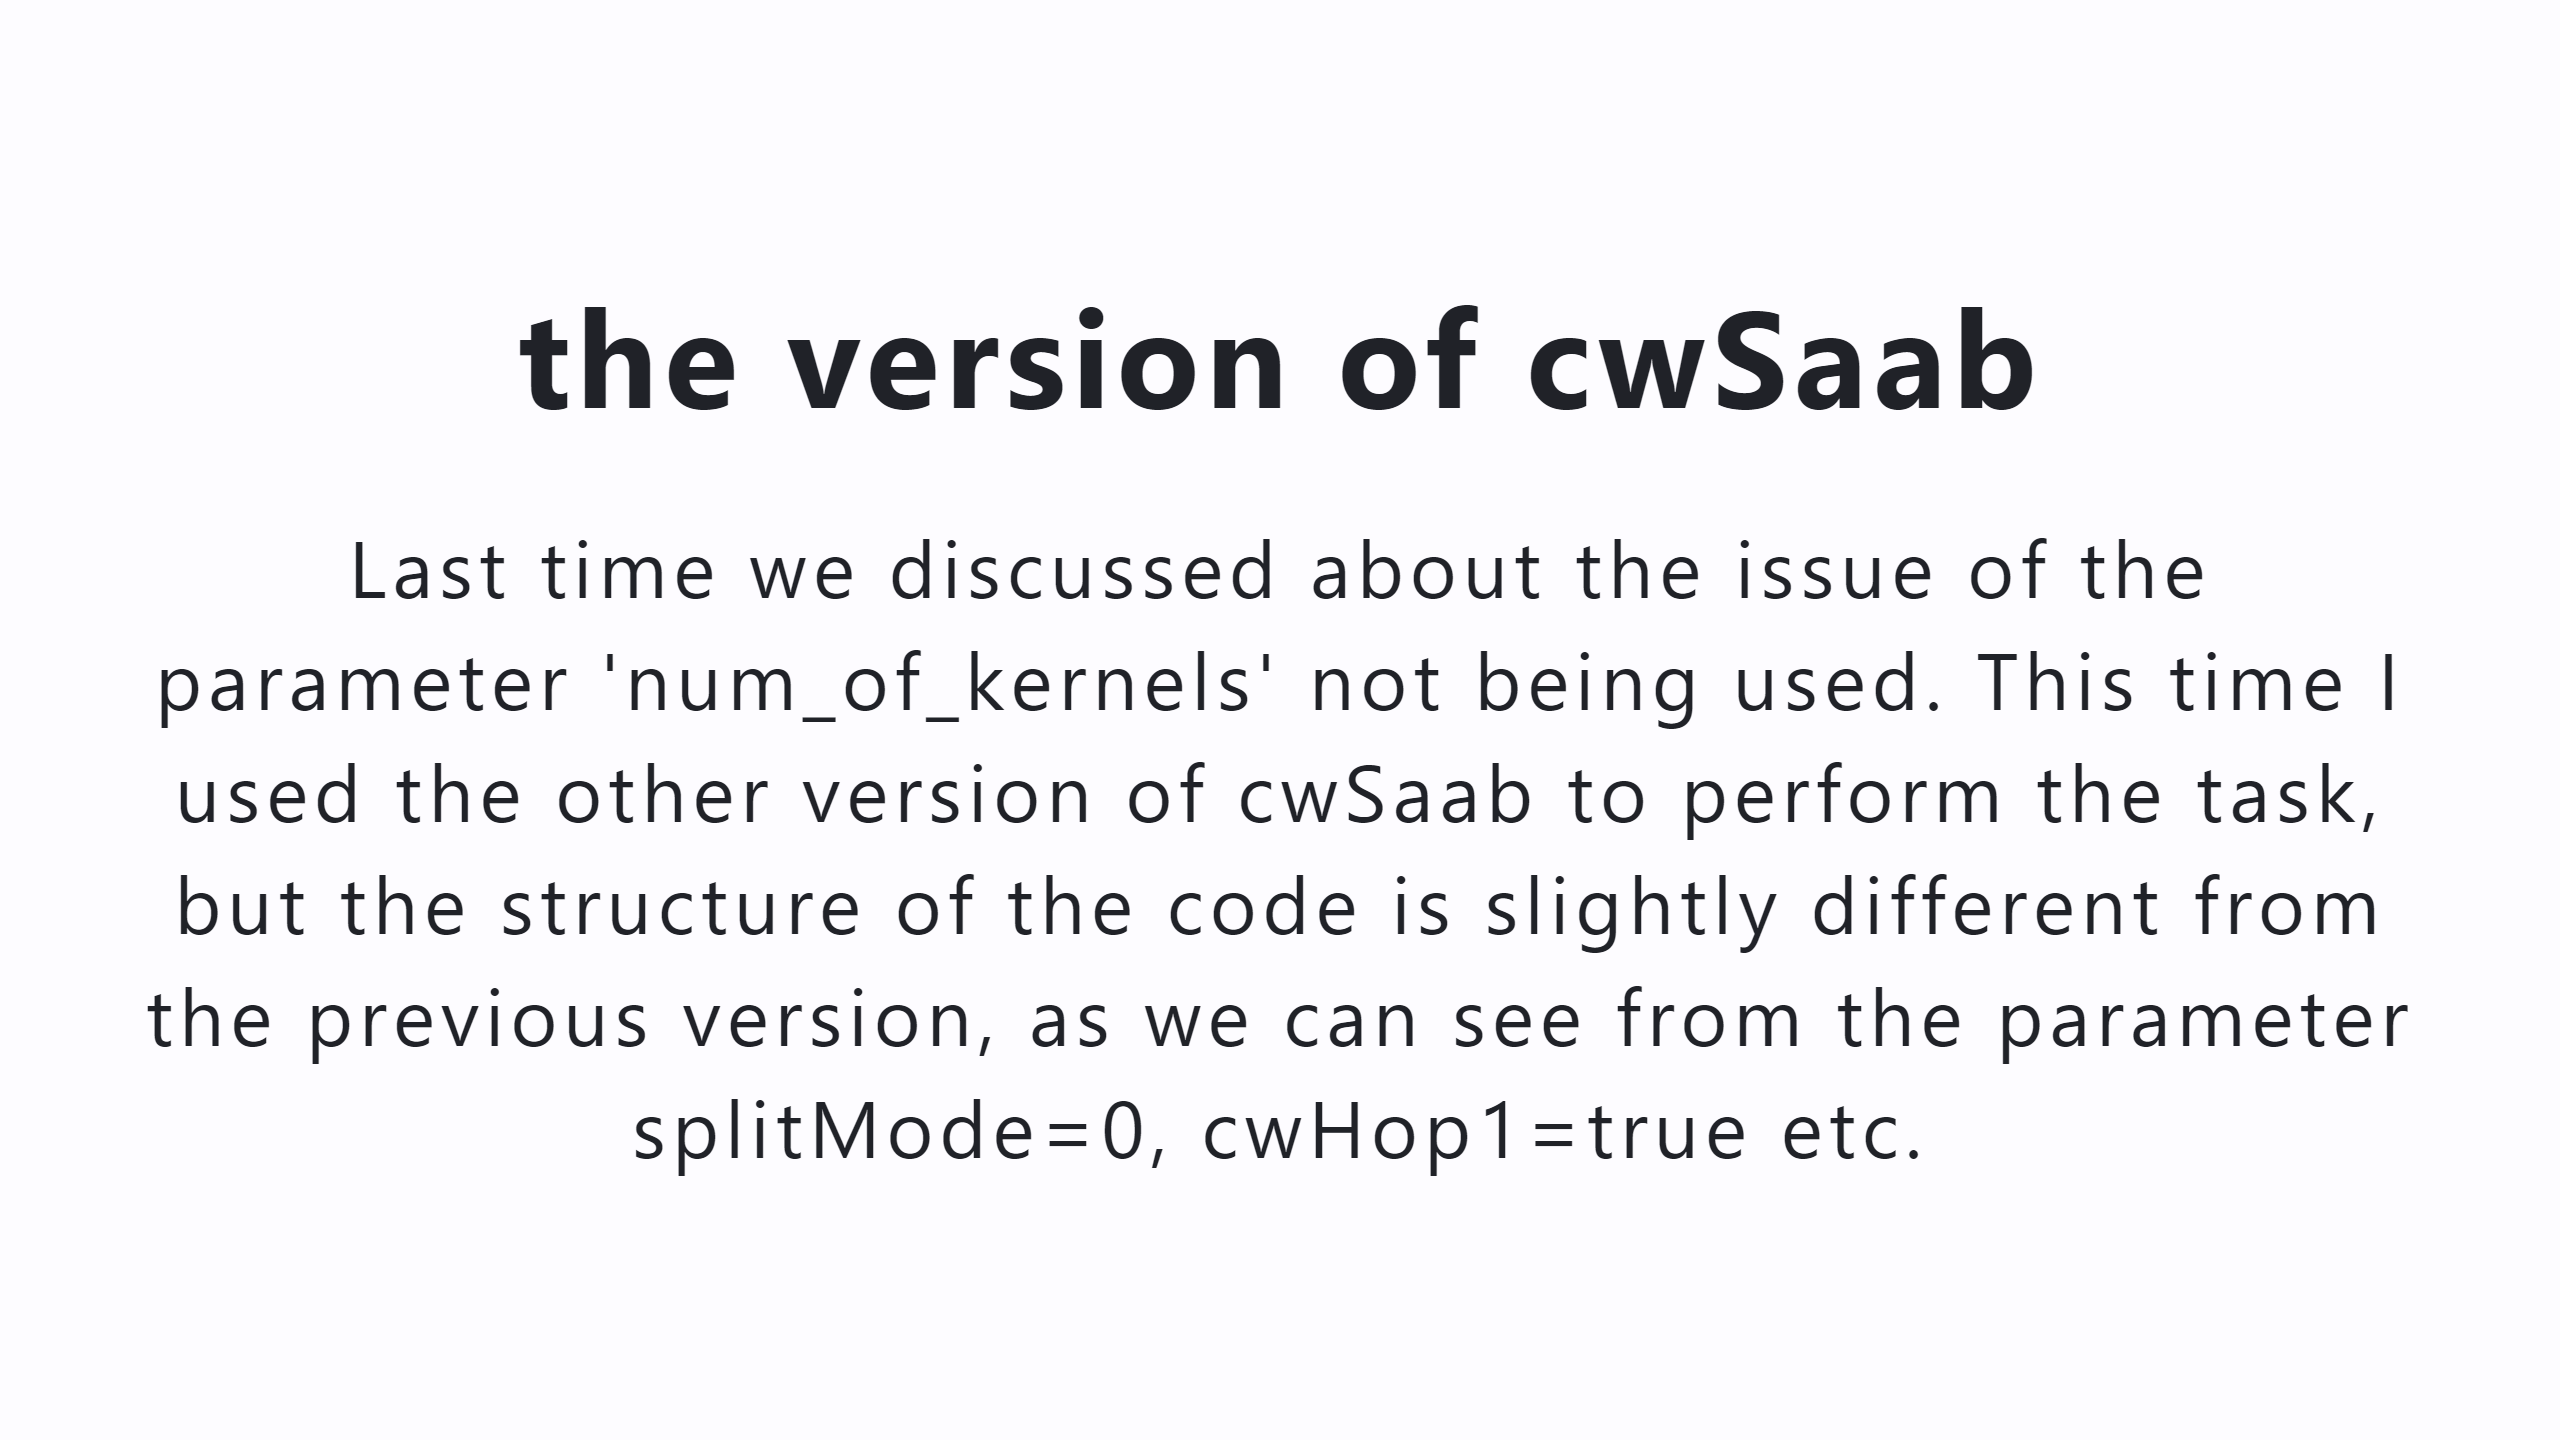 the version of cwSaab
Last time we discussed about the issue of the
parameter 'num_of_kernels' not being used. This time I
used the other version of cwSaab to perform the task,
but the structure of the code is slightly different from
the previous version, as we can see from the parameter
splitMode=0, cwHop1=true etc.